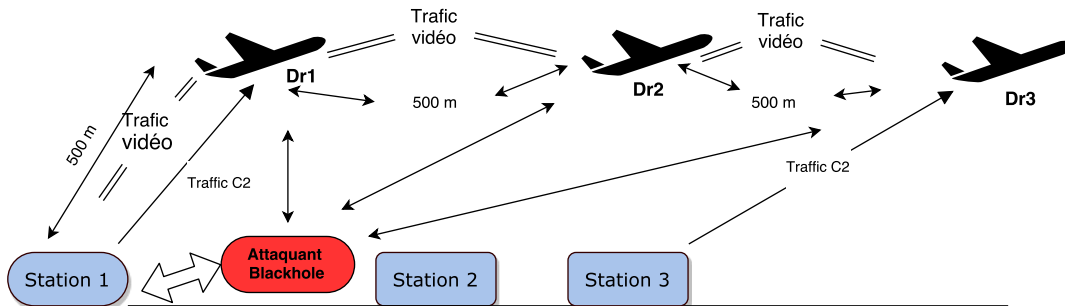 Trafic
vidéo
Trafic
vidéo
Dr1
Dr2
Dr3
500 m
500 m
500 m
Trafic
vidéo
Traffic C2
Traffic C2
Attaquant
Blackhole
Station 1
Station 2
Station 3